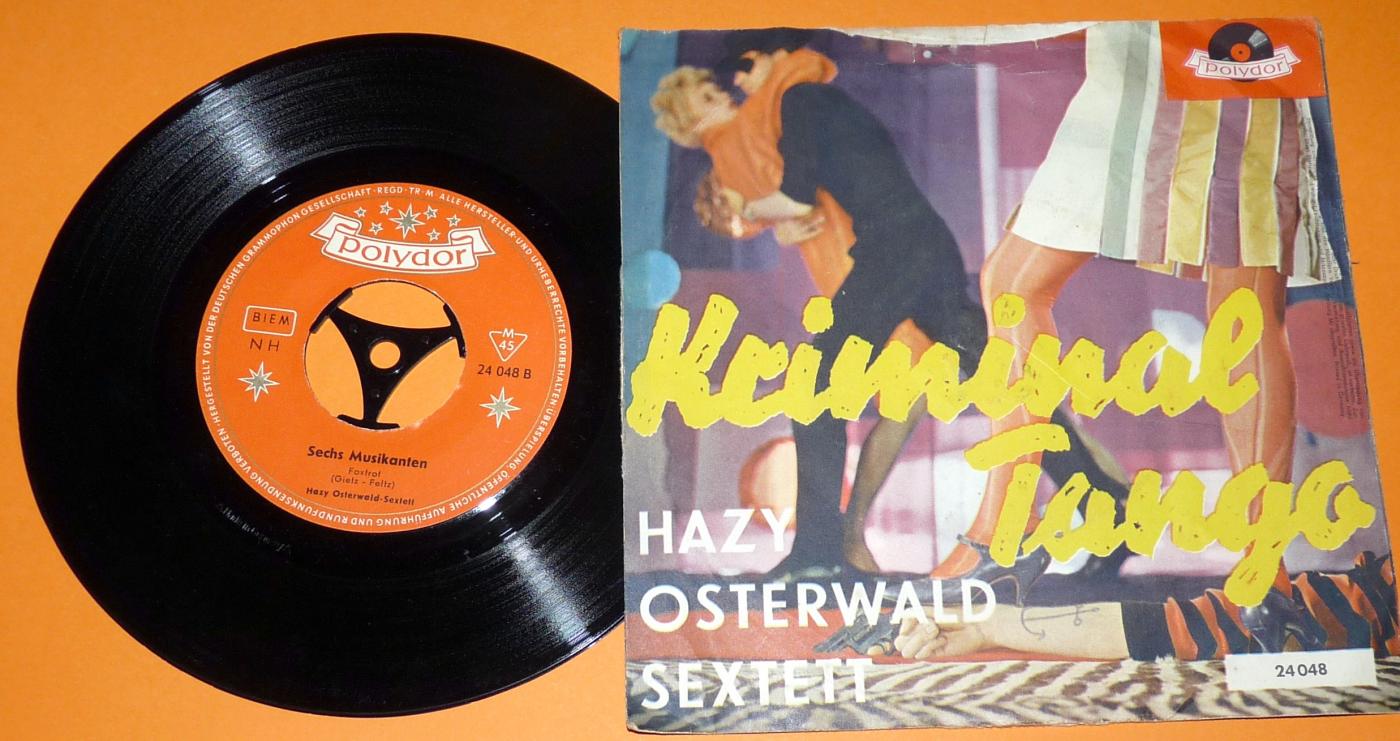 HERGESTELLT VON DER DEUTSCHEN GRAMMOPHON GESELLSCHAFT · REGD · TR · M · ALLE HERSTELLER- UND URHEBERRECHTE VORBEHALTEN · ÜBERSPIELUNG, ÖFFENTLICHE AUFFÜHRUNG UND RUNDFUNKSENDUNG VERBOTEN ·
polydor
BIEM
NH
M
45
24 048 B
Sechs Musikanten
Foxtrot
(Gietz - Feltz)
Hazy Osterwald-Sextett
polydor
Kriminal
Tango
HAZY
OSTERWALD
SEXTETT
24 048